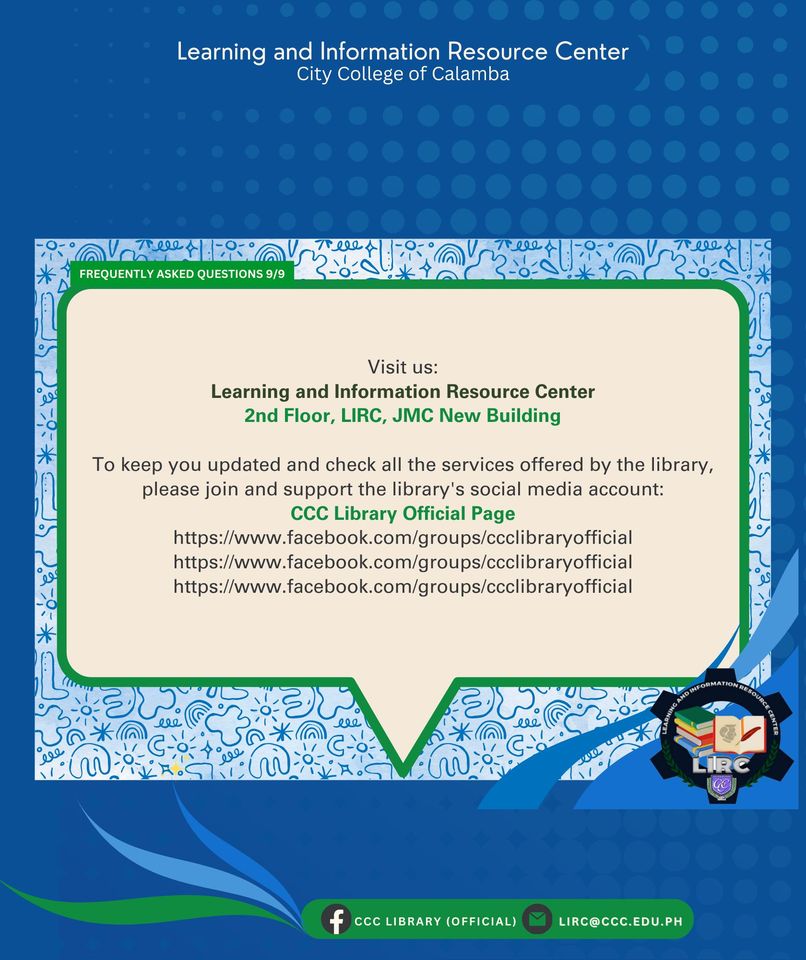 Learning and Information Resource Center
City College of Calamba
FREQUENTLY ASKED QUESTIONS 9/9
Visit us:
Learning and Information Resource Center
2nd Floor, LIRC, JMC New Building
To keep you updated and check all the services offered by the library,
please join and support the library's social media account:
CCC Library Official Page
https://www.facebook.com/groups/ccclibraryofficial
https://www.facebook.com/groups/ccclibraryofficial
https://www.facebook.com/groups/ccclibraryofficial
LEARNING AND INFORMATION RESOURCE CENTER
LIRC
CCC LIBRARY (OFFICIAL)
LIRC@CCC.EDU.PH